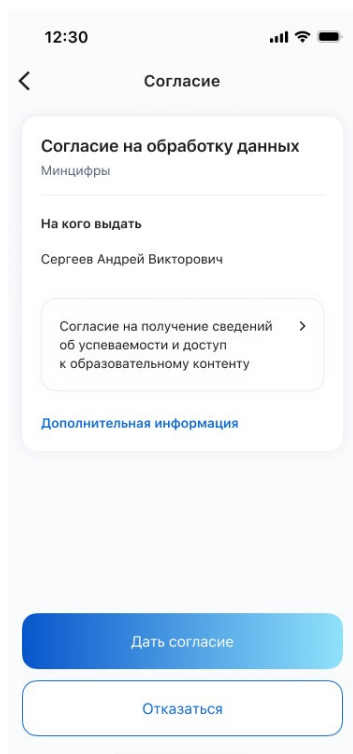 12:30
Согласие
Согласие на обработку данных
Минцифры
На кого выдать
Сергеев Андрей Викторович
Согласие на получение сведений
об успеваемости и доступ
к образовательному контенту
Дополнительная информация
Дать согласие
Отказаться